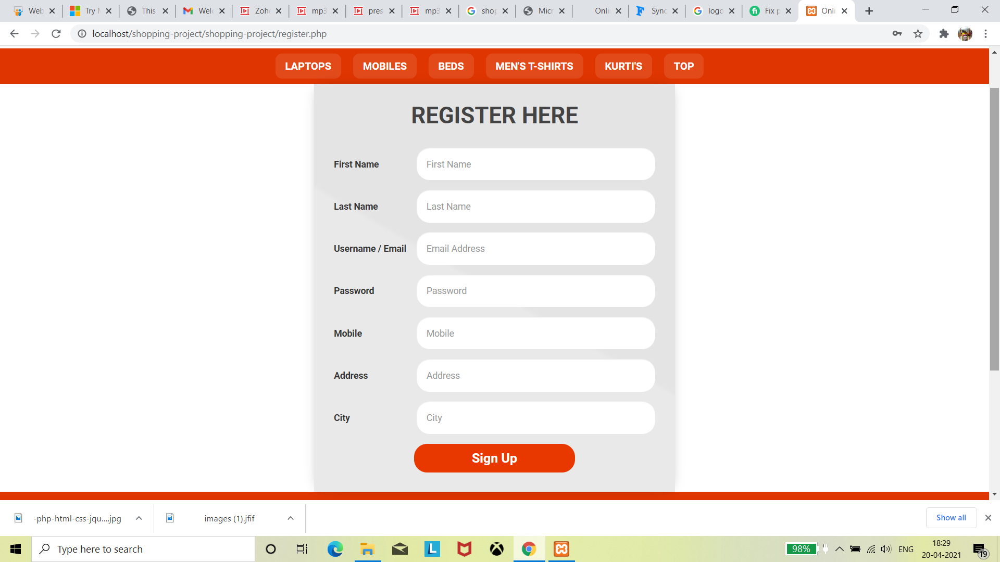 Web
Try M
This
Welc
Zoho
mp3
pres
mp3
shop
Micr
Onli
Sync
logo
Fix p
Onli
localhost/shopping-project/shopping-project/register.php
LAPTOPS
MOBILES
BEDS
MEN'S T-SHIRTS
KURTI'S
TOP
REGISTER HERE
First Name
First Name
Last Name
Last Name
Username / Email
Email Address
Password
Password
Mobile
Mobile
Address
Address
City
City
Sign Up
-php-html-css-jqu....jpg
images (1).jfif
Show all
Type here to search
L
98%
ENG
18:29
20-04-2021
19